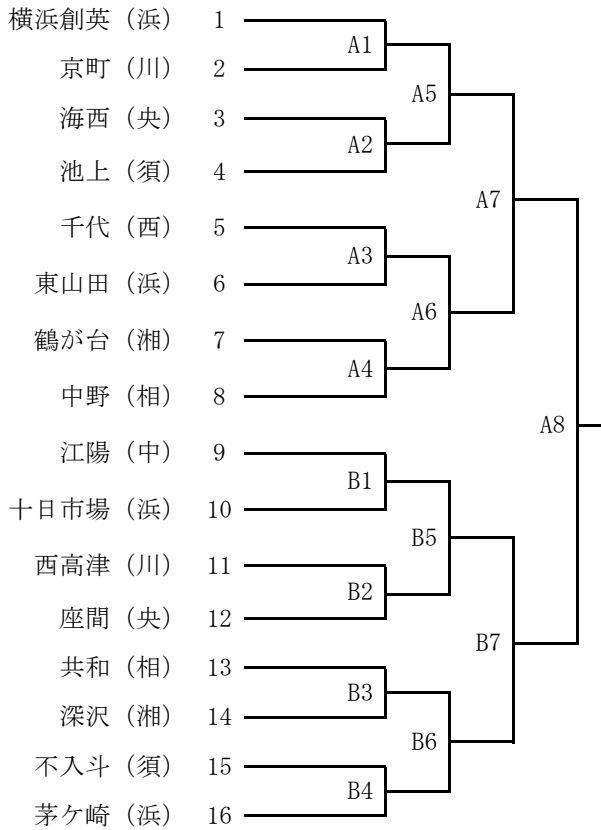 横浜創英（浜） 1
A1
京町（川） 2
A5
海西（央） 3
A2
池上（須） 4
A7
千代（西） 5
A3
東山田（浜） 6
A6
鶴が台（湘） 7
A4
中野（相） 8
A8
江陽（中） 9
B1
十日市場（浜） 10
B5
西高津（川） 11
B2
座間（央） 12
B7
共和（相） 13
B3
深沢（湘） 14
B6
不入斗（須） 15
B4
茅ケ崎（浜） 16